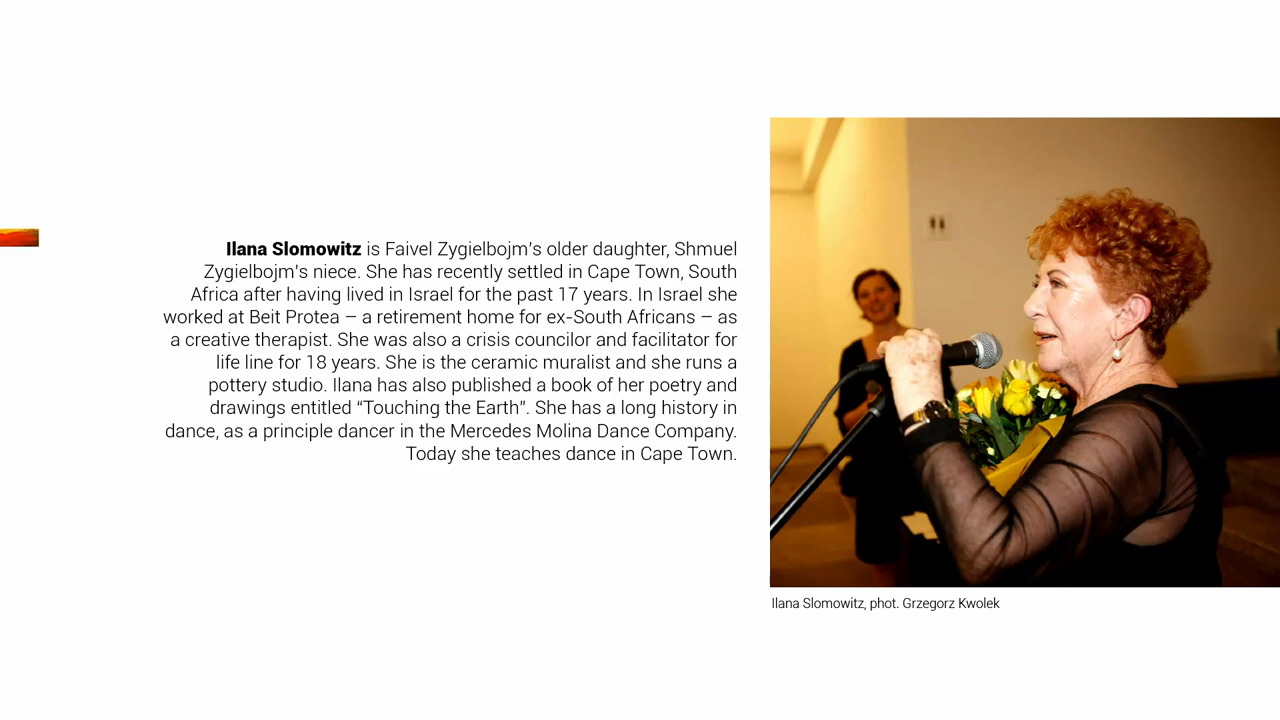 Ilana Slomowitz is Faivel Zygielbojm's older daughter, Shmuel
Zygielbojm's niece. She has recently settled in Cape Town, South
Africa after having lived in Israel for the past 17 years. In Israel she
worked at Beit Protea – a retirement home for ex-South Africans – as
a creative therapist. She was also a crisis councilor and facilitator for
life line for 18 years. She is the ceramic muralist and she runs a
pottery studio. Ilana has also published a book of her poetry and
drawings entitled “Touching the Earth”. She has a long history in
dance, as a principle dancer in the Mercedes Molina Dance Company.
Today she teaches dance in Cape Town.
Ilana Slomowitz, phot. Grzegorz Kwolek